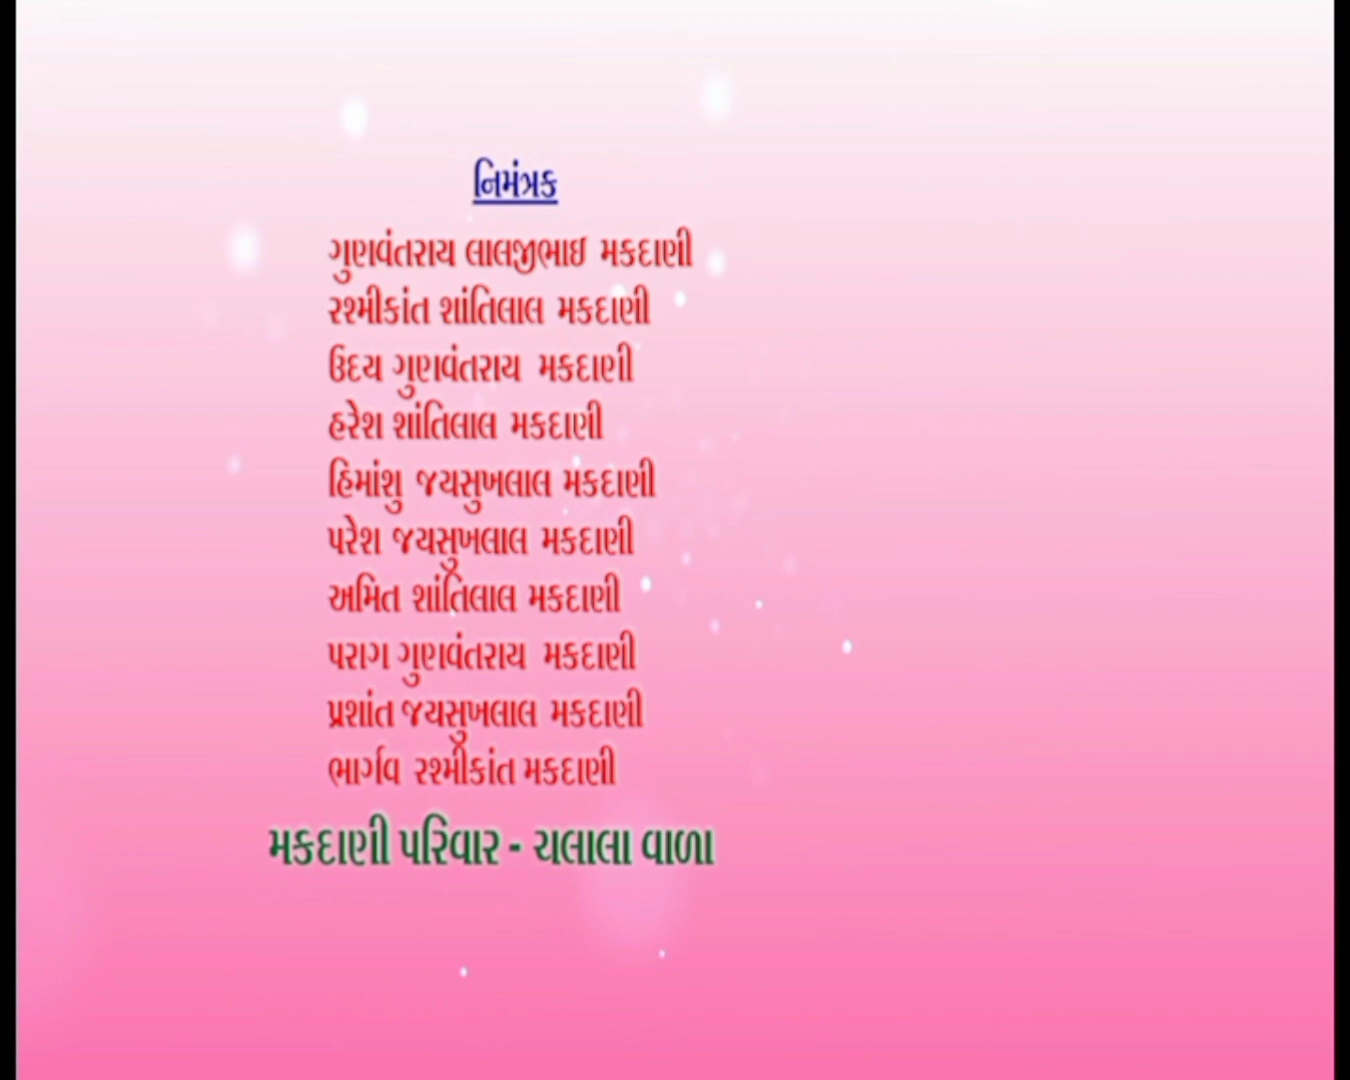 નિમંત્રક
ગુણવંતરાય લાલજીભાઇ મકદાણી
રશ્મીકાંત શાંતિલાલ મકદાણી
ઉદય ગુણવંતરાય મકદાણી
હરેશ શાંતિલાલ મકદાણી
હિમાંશુ જયસુખલાલ મકદાણી
પરેશ જયસુખલાલ મકદાણી
અમિત શાંતિલાલ મકદાણી
પરાગ ગુણવંતરાય મકદાણી
પ્રશાંત જયસુખલાલ મકદાણી
ભાર્ગવ રશ્મીકાંત મકદાણી
મકદાણી પરિવાર - ચલાલા વાળા